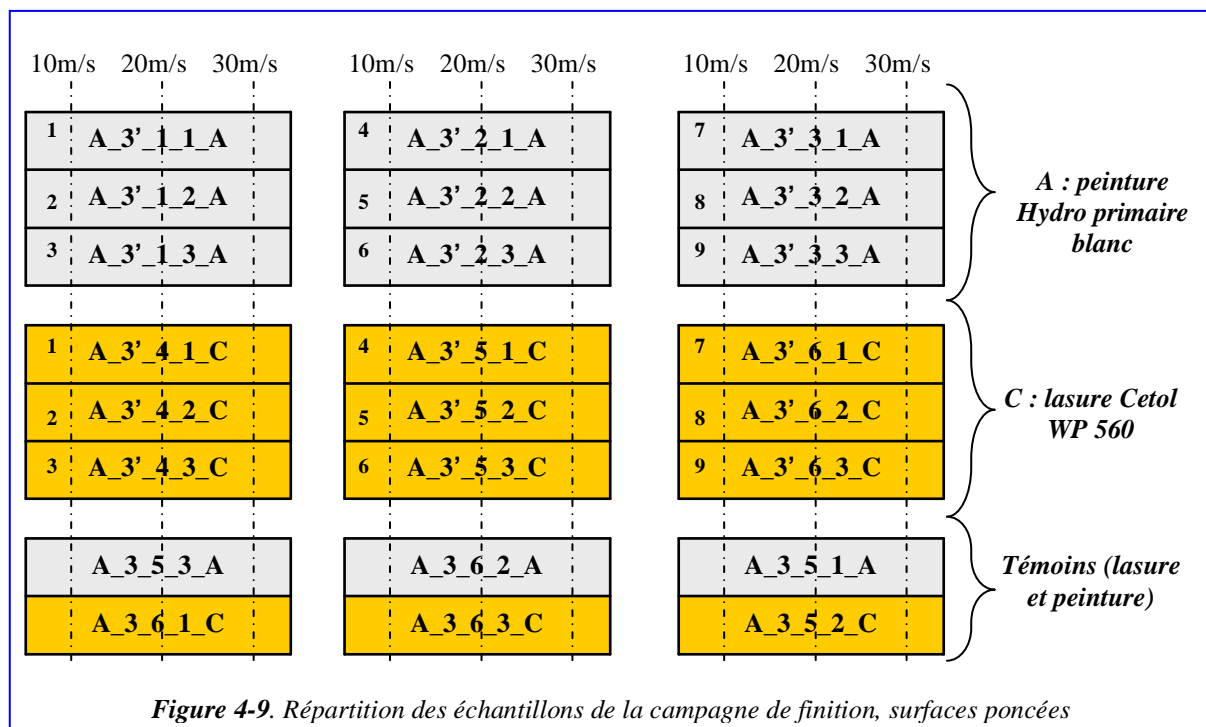 10m/s 20m/s 30m/s 10m/s 20m/s 30m/s 10m/s 20m/s 30m/s
1 A_3’_1_1_A 4 A_3’_2_1_A 7 A_3’_3_1_A
2 A_3’_1_2_A 5 A_3’_2_2_A 8 A_3’_3_2_A
3 A_3’_1_3_A 6 A_3’_2_3_A 9 A_3’_3_3_A
A : peinture
Hydro primaire
blanc
1 A_3’_4_1_C 4 A_3’_5_1_C 7 A_3’_6_1_C
2 A_3’_4_2_C 5 A_3’_5_2_C 8 A_3’_6_2_C
3 A_3’_4_3_C 6 A_3’_5_3_C 9 A_3’_6_3_C
C : lasure Cetol
WP 560
A_3_5_3_A A_3_6_2_A A_3_5_1_A
A_3_6_1_C A_3_6_3_C A_3_5_2_C
Témoins (lasure
et peinture)
Figure 4-9. Répartition des échantillons de la campagne de finition, surfaces poncées